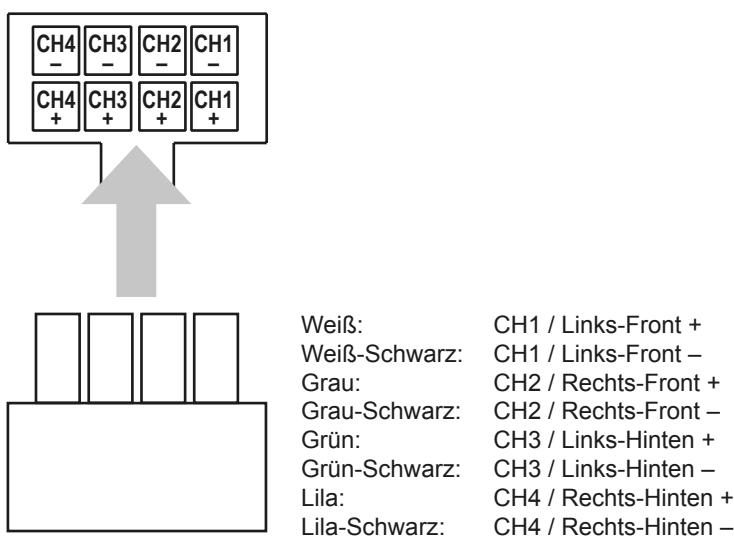 CH4 CH3 CH2 CH1
– – – –
CH4 CH3 CH2 CH1
+ + + +
Weiß: CH1 / Links-Front +
Weiß-Schwarz: CH1 / Links-Front –
Grau: CH2 / Rechts-Front +
Grau-Schwarz: CH2 / Rechts-Front –
Grün: CH3 / Links-Hinten +
Grün-Schwarz: CH3 / Links-Hinten –
Lila: CH4 / Rechts-Hinten +
Lila-Schwarz: CH4 / Rechts-Hinten –